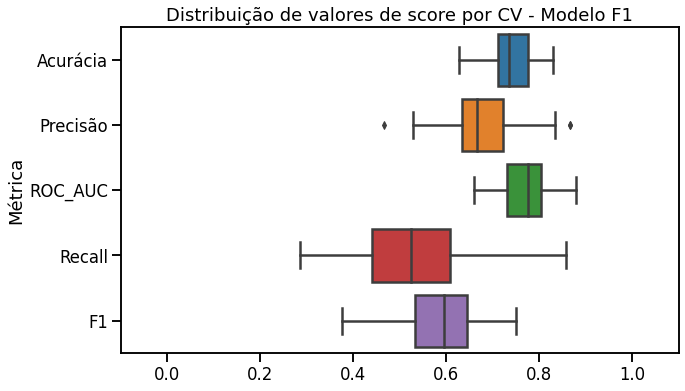 Distribuição de valores de score por CV - Modelo F1
Métrica
Acurácia
Precisão
ROC_AUC
Recall
F1
0.0 0.2 0.4 0.6 0.8 1.0